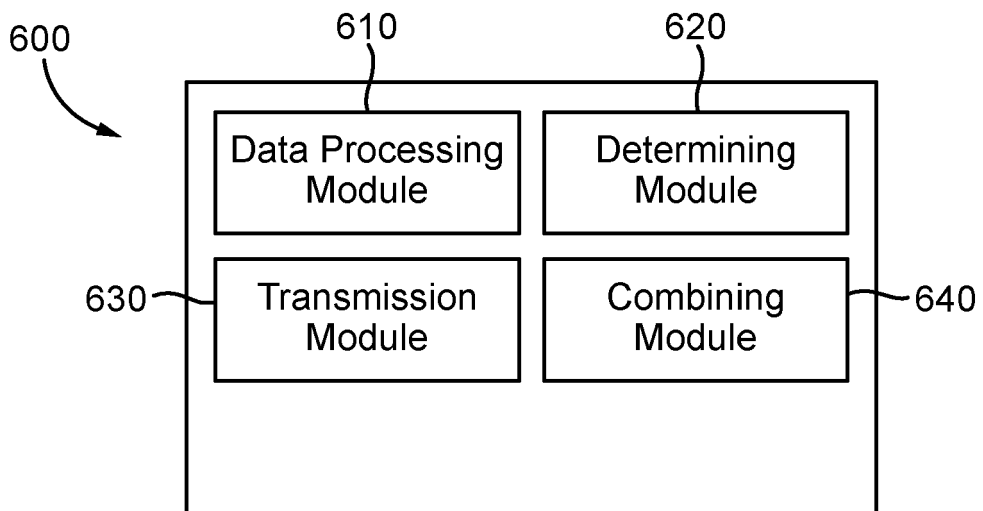 600
610
620
Data Processing
Module
Determining
Module
630
Transmission
Module
Combining
Module
640